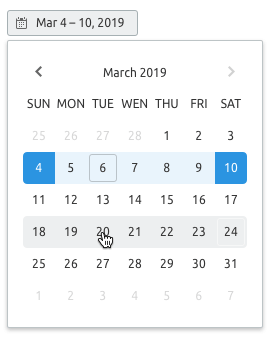 Mar 4 – 10, 2019
March 2019
SUN MON TUE WEN THU FRI SAT
25 26 27 28 1 2 3
4 5 6 7 8 9 10
11 12 13 14 15 16 17
18 19 20 21 22 23 24
25 26 27 28 29 30 31
1 2 3 4 5 6 7